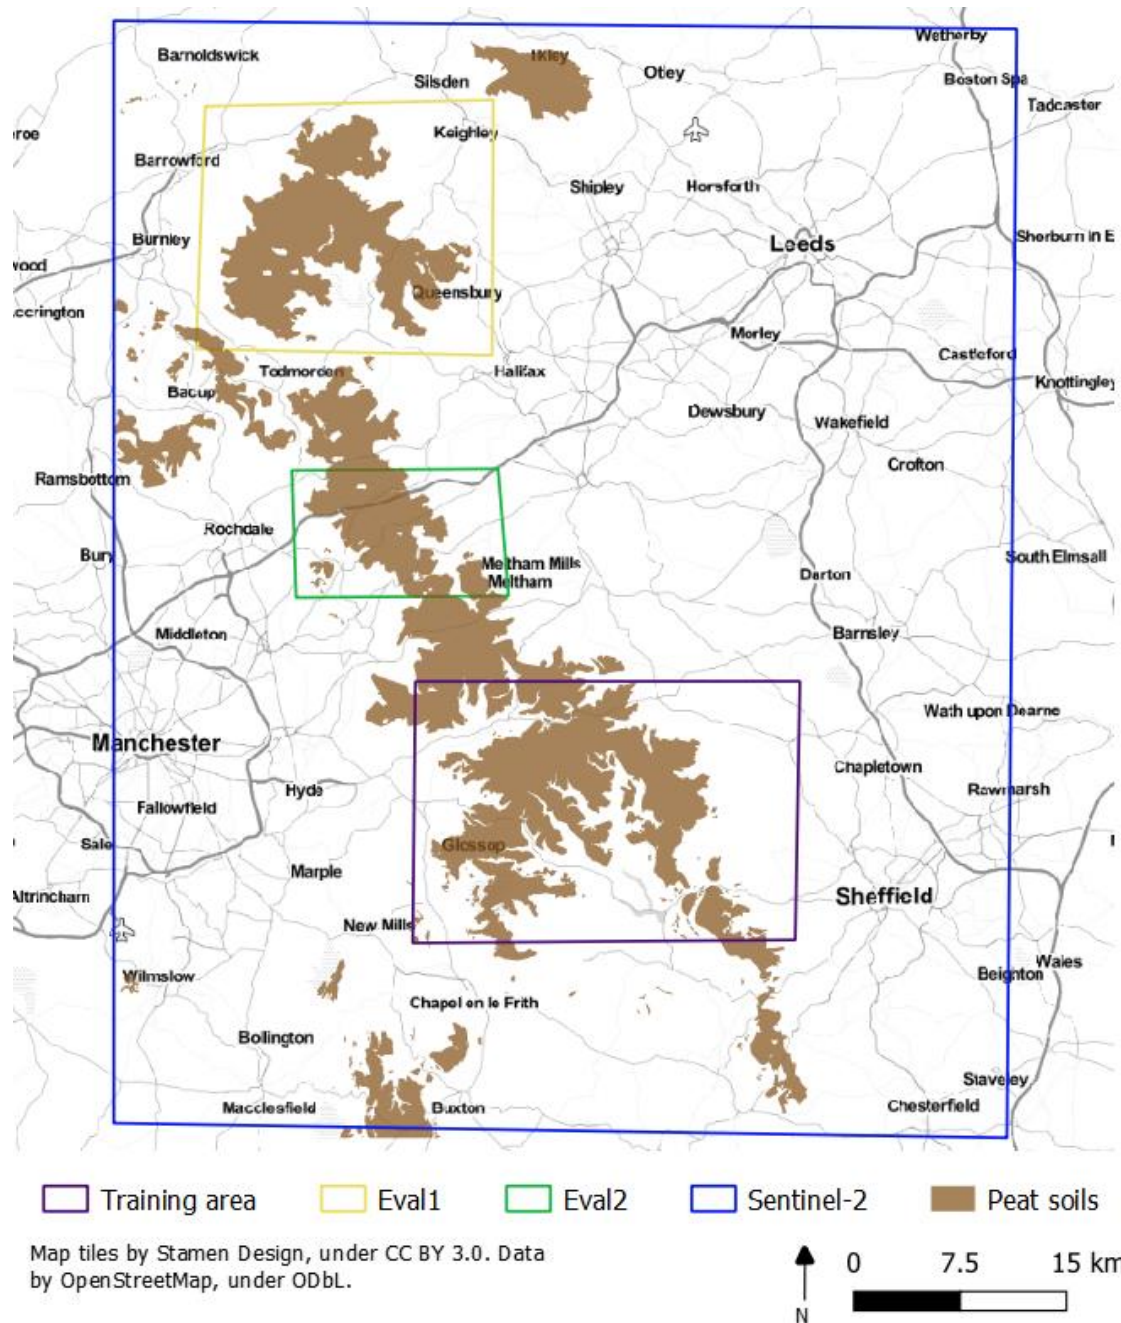 Wetherby
Barnoldswick
Ilkley
Otley
Silsden
Boston Spa
Tadcaster
roe
Keighley
Barrowford
Shipley
Horsforth
Burnley
Leeds
Sherburn in E
wood
Queensbury
ccrington
Morley
Castleford
Todmorden
Halifax
Knottingley
Bacup
Dewsbury
Wakefield
Crofton
Ramsbottom
Rochdale
Bury
Meltham Mills
South Elmsall
Meltham
Darton
Middleton
Barnsley
Wath upon Dearne
Manchester
Chapletown
Hyde
Rawmarsh
Fallowfield
Sale
Glossop
Marple
Altrincham
Sheffield
New Mills
Wales
Wilmslow
Beighton
Chapel en le Frith
Bollington
Staveley
Macclesfield
Buxton
Chesterfield
Training area
Eval1
Eval2
Sentinel-2
Peat soils
Map tiles by Stamen Design, under CC BY 3.0. Data
by OpenStreetMap, under ODbL.
0 7.5 15 km
N